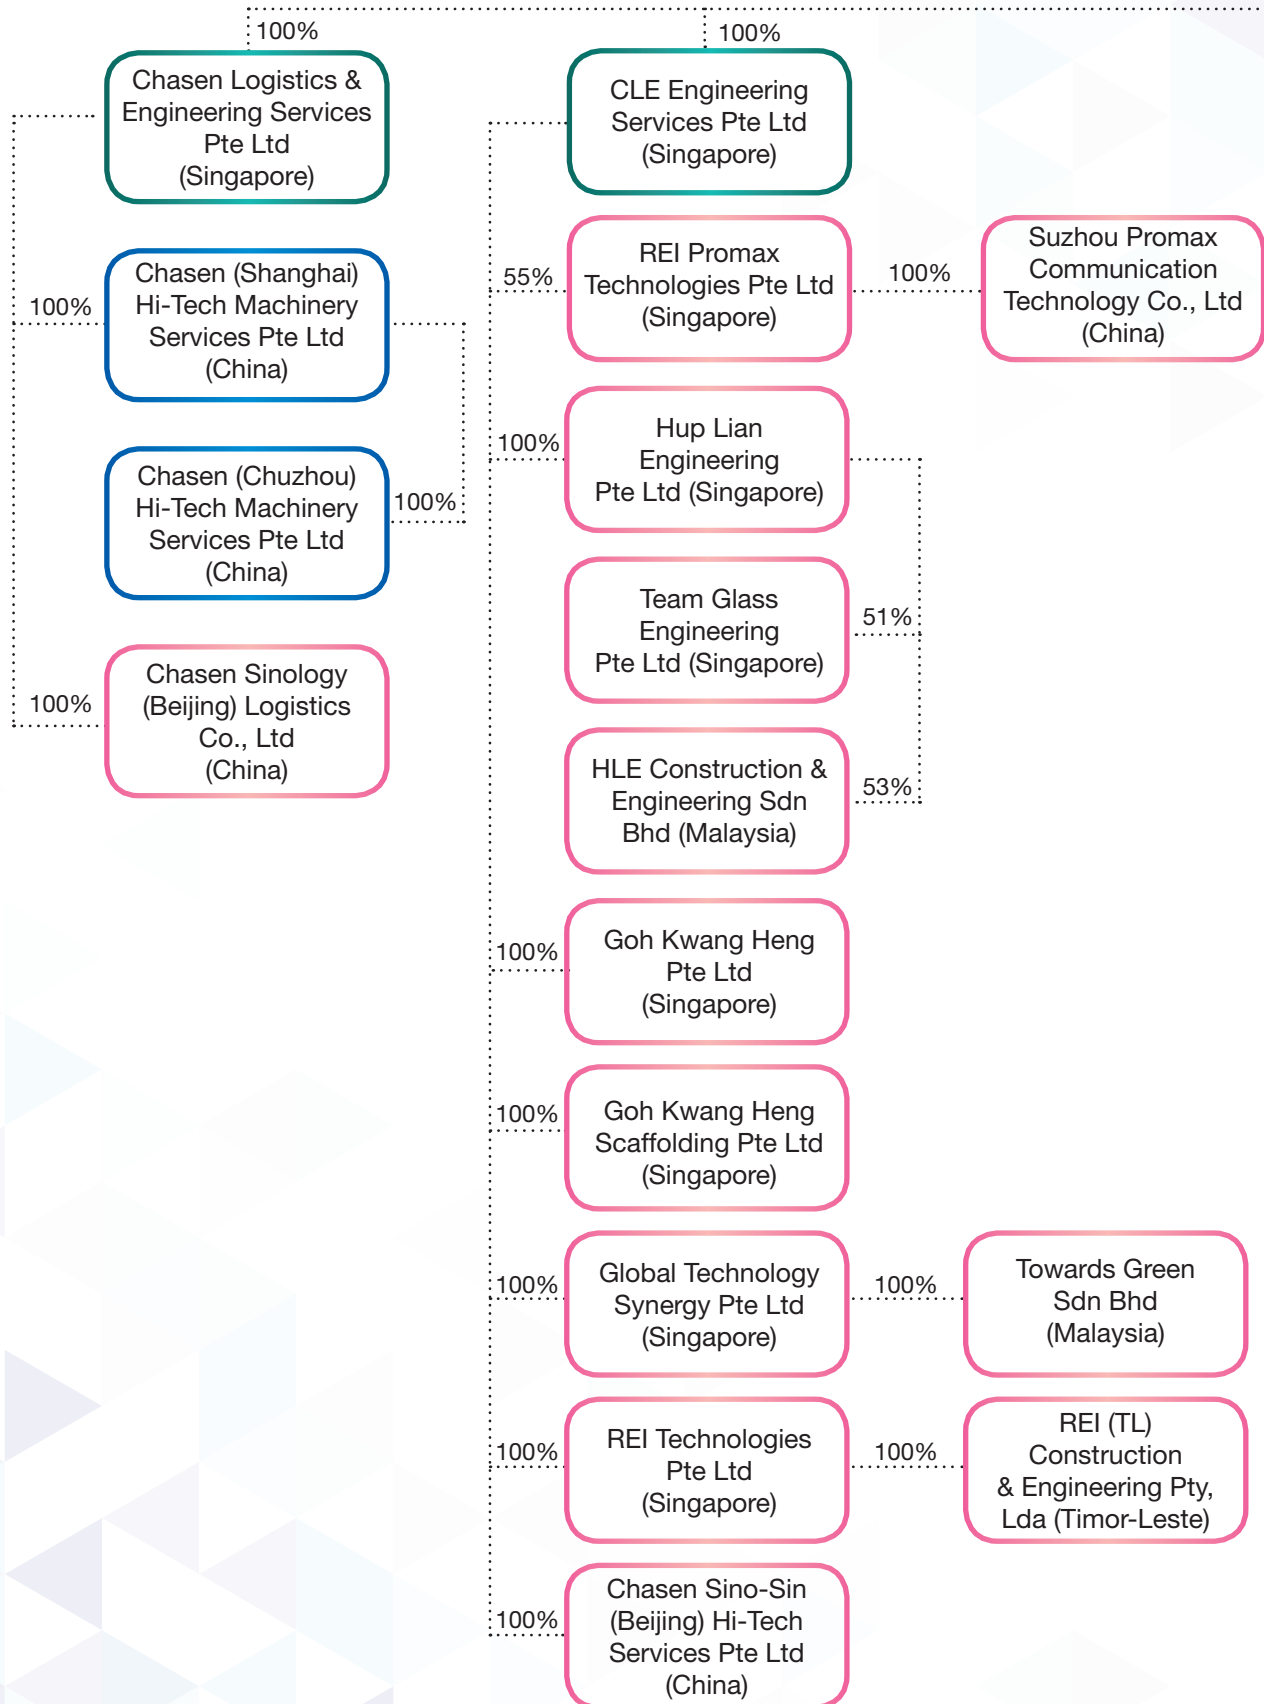 100%
Chasen Logistics &
Engineering Services
Pte Ltd
(Singapore)
100%
Chasen (Shanghai)
Hi-Tech Machinery
Services Pte Ltd
(China)
Chasen (Chuzhou)
Hi-Tech Machinery
Services Pte Ltd
(China)
100%
100%
Chasen Sinology
(Beijing) Logistics
Co., Ltd
(China)
100%
CLE Engineering
Services Pte Ltd
(Singapore)
55%
REI Promax
Technologies Pte Ltd
(Singapore)
100%
Suzhou Promax
Communication
Technology Co., Ltd
(China)
100%
Hup Lian
Engineering
Pte Ltd (Singapore)
Team Glass
Engineering
Pte Ltd (Singapore)
51%
HLE Construction &
Engineering Sdn
Bhd (Malaysia)
53%
100%
Goh Kwang Heng
Pte Ltd
(Singapore)
100%
Goh Kwang Heng
Scaffolding Pte Ltd
(Singapore)
100%
Global Technology
Synergy Pte Ltd
(Singapore)
100%
Towards Green
Sdn Bhd
(Malaysia)
100%
REI Technologies
Pte Ltd
(Singapore)
100%
REI (TL)
Construction
& Engineering Pty,
Lda (Timor-Leste)
100%
Chasen Sino-Sin
(Beijing) Hi-Tech
Services Pte Ltd
(China)